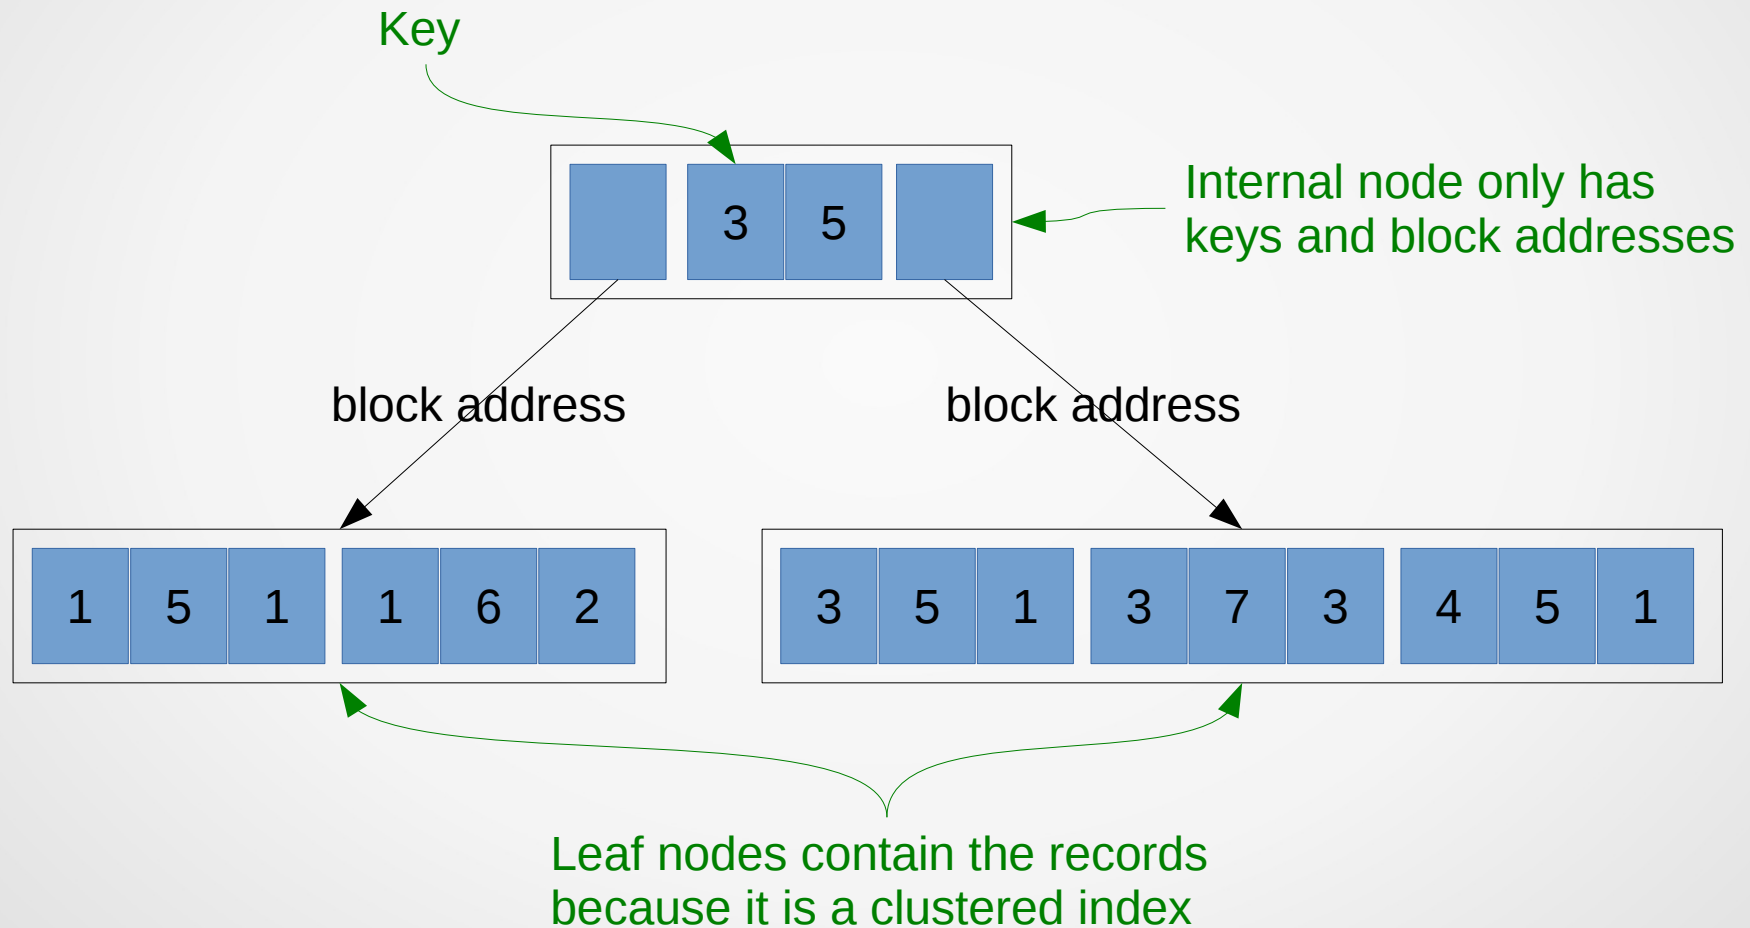 Key
3 5
Internal node only has
keys and block addresses
block address
block address
1 5 1 1 6 2
3 5 1 3 7 3 4 5 1
Leaf nodes contain the records
because it is a clustered index